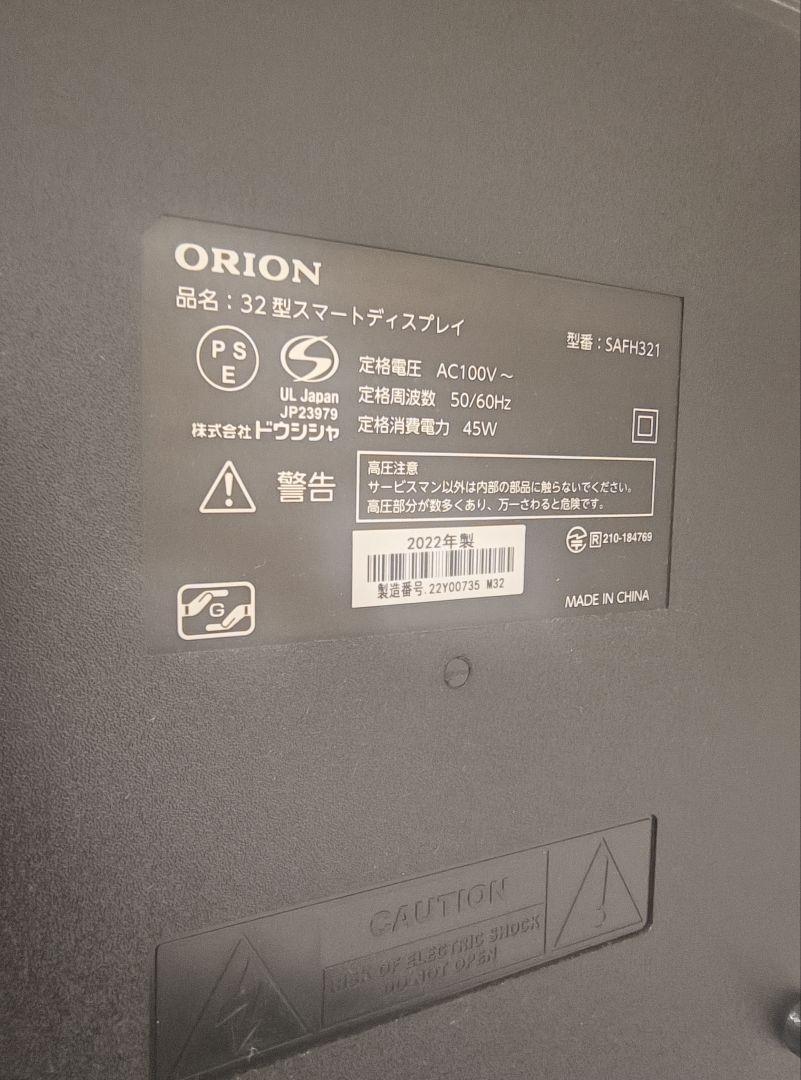 ORION
品名：32型スマートディスプレイ
型番：SAFH321
PS
E
UL Japan
JP23979
株式会社ドウシシャ
定格電圧 AC100V～
定格周波数 50/60Hz
定格消費電力 45W
警告
高圧注意
サービスマン以外は内部の部品に触らないでください。
高圧部分が数多くあり、万一さわると危険です。
2022年製
製造番号.22Y00735 M32
R 210-184769
G
MADE IN CHINA
CAUTION
RISK OF ELECTRIC SHOCK
DO NOT OPEN